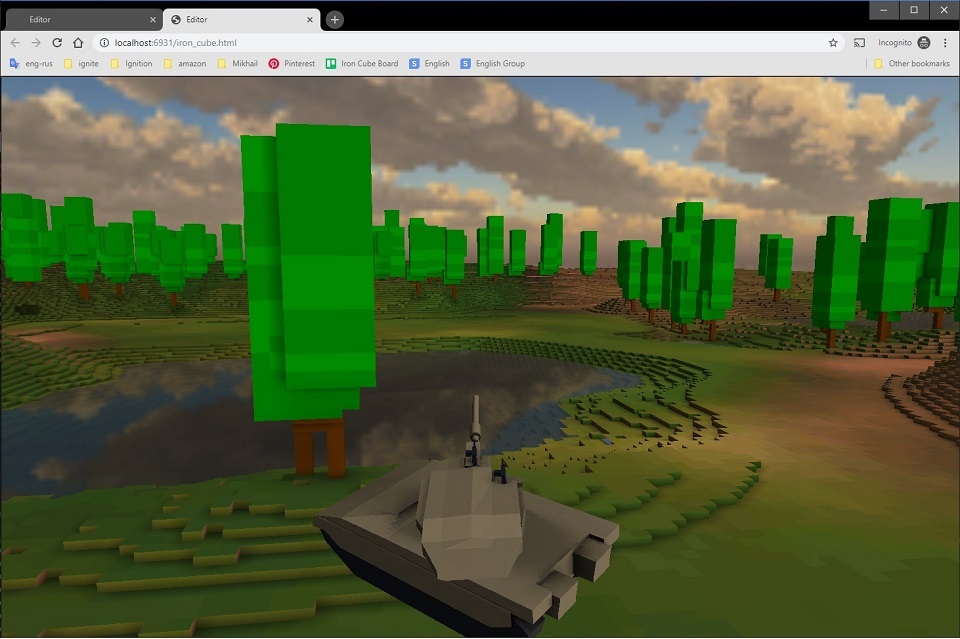 Editor
Editor
localhost:6931/iron_cube.html
Incognito
eng-rus
ignite
Ignition
amazon
Mikhail
Pinterest
Iron Cube Board
S English
S English Group
Other bookmarks